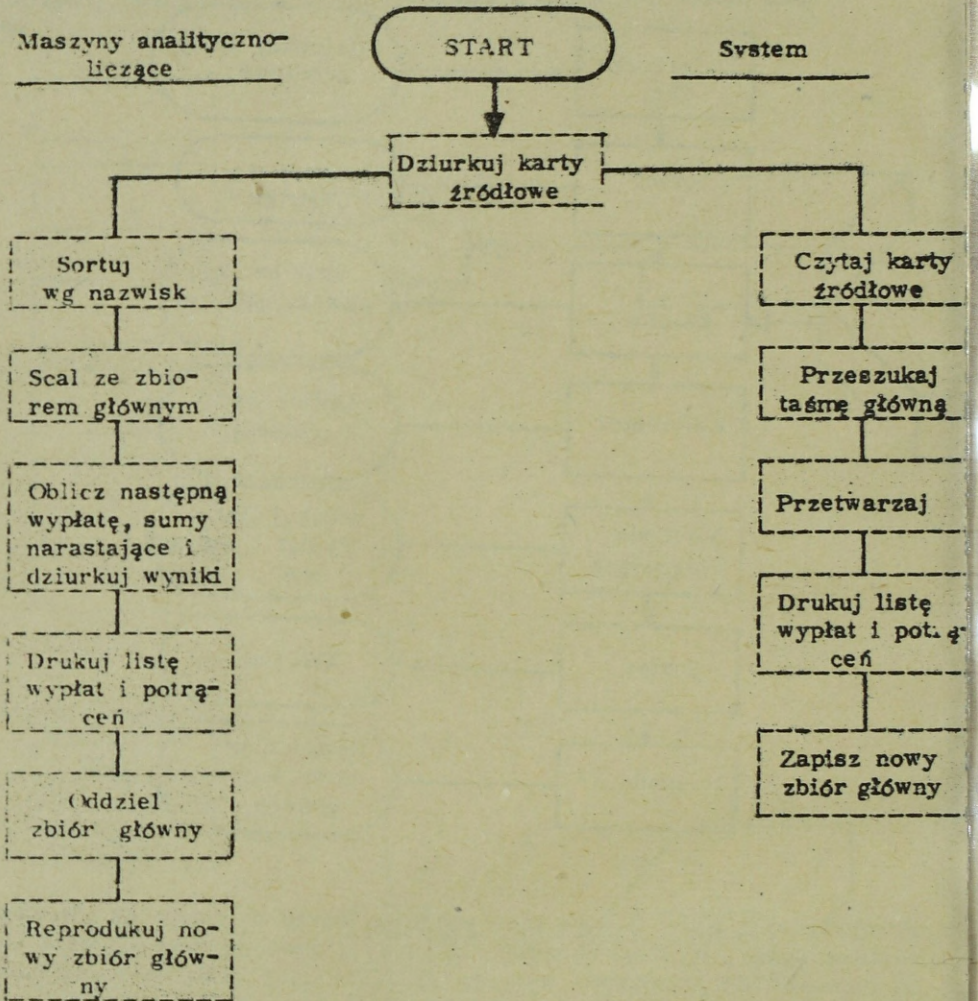 Maszyny analityczno-
liczące
START
System
Dziurkuj karty
źródłowe
Sortuj
wg nazwisk
Scal ze zbio-
rem głównym
Oblicz następną
wypłatę, sumy
narastające i
dziurkuj wyniki
Drukuj listę
wypłat i potrą-
ceń
Oddziel
zbiór główny
Reprodukuj no-
wy zbiór głów-
ny
Czytaj karty
źródłowe
Przeszukaj
taśmę główną
Przetwarzaj
Drukuj listę
wypłat i potrą-
ceń
Zapisz nowy
zbiór główny